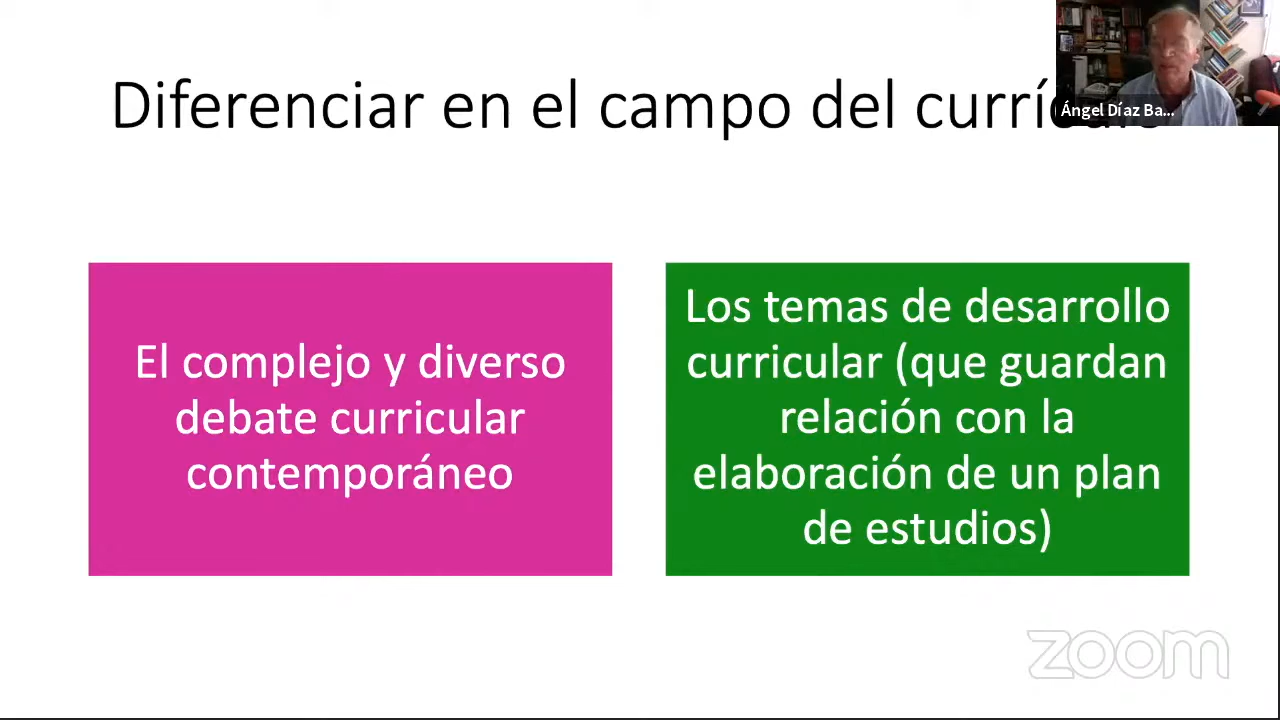 Diferenciar en el campo del
Ángel Díaz Ba...
El complejo y diverso
debate curricular
contemporáneo
Los temas de desarrollo
curricular (que guardan
relación con la
elaboración de un plan
de estudios)
zoom